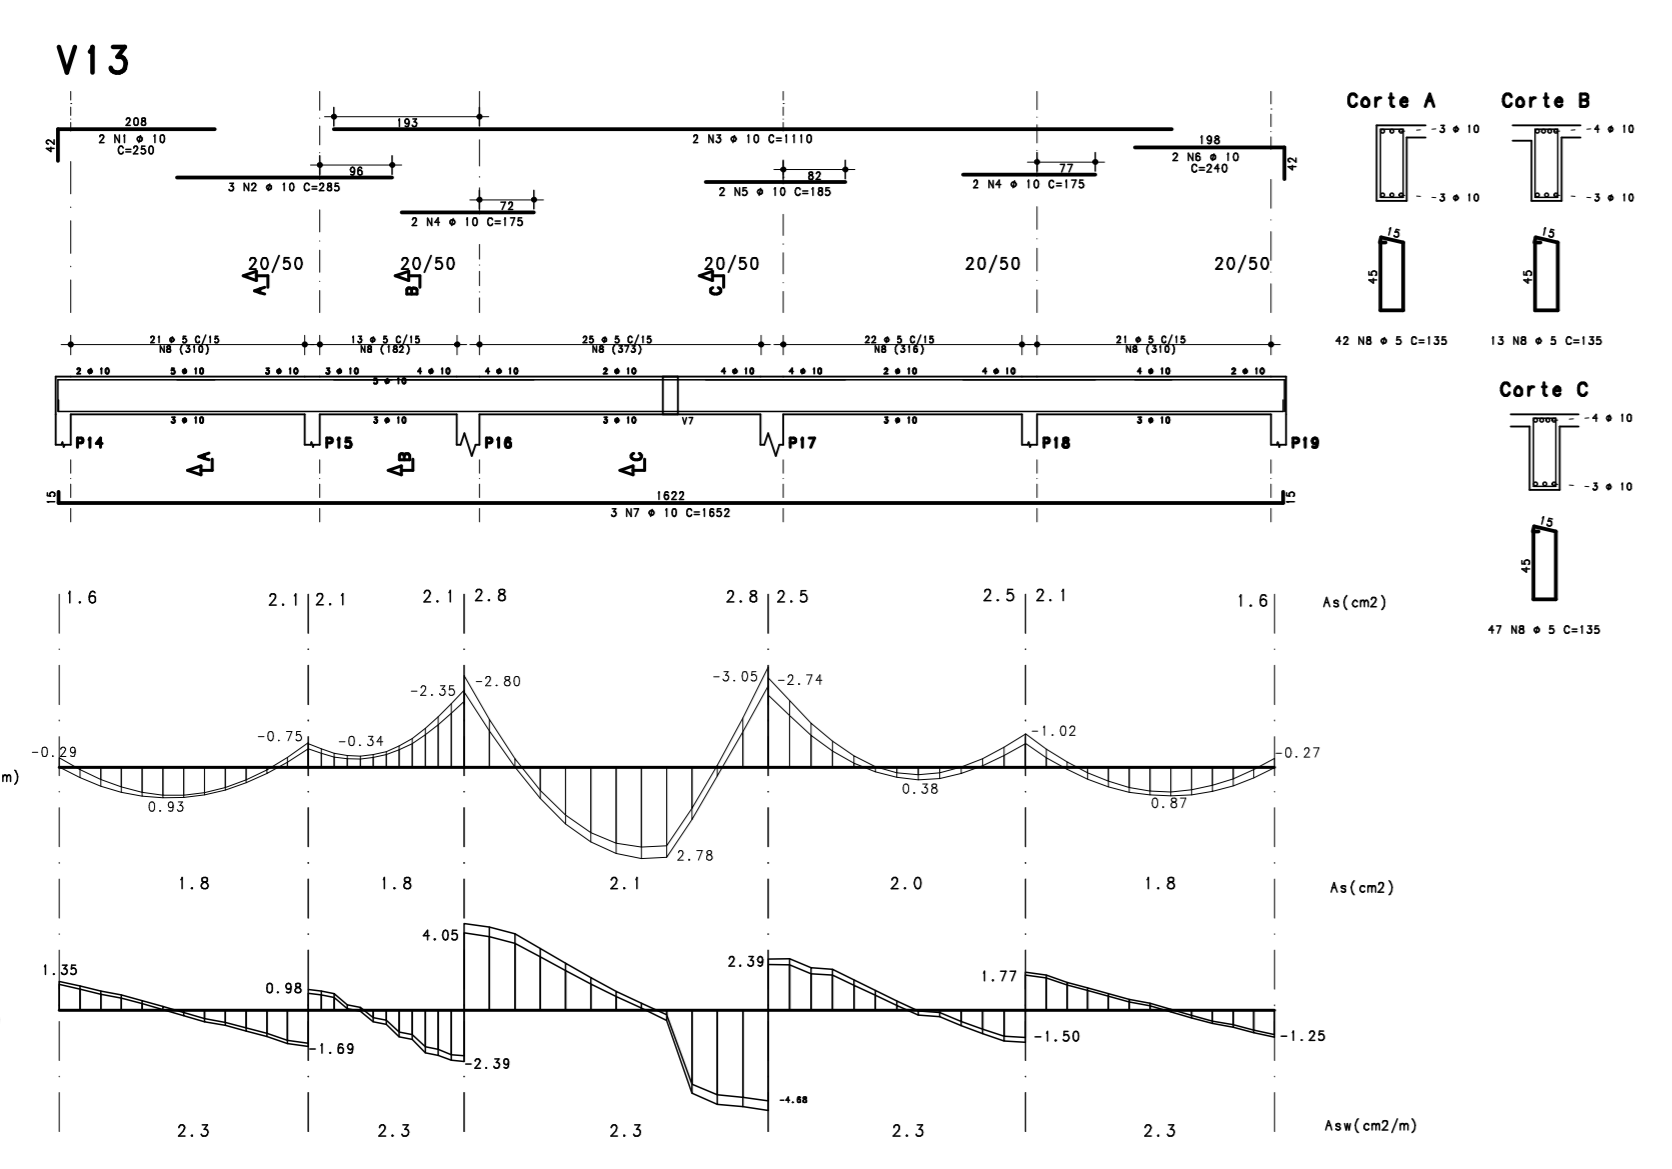 V13
208
2 N1 ø 10
C=250
42
193
2 N3 ø 10 C=1110
198
2 N6 ø 10
C=240
42
96
3 N2 ø 10 C=285
82
2 N5 ø 10 C=185
77
2 N4 ø 10 C=175
72
2 N4 ø 10 C=175
20/50 20/50 20/50 20/50 20/50
A B C
21 ø 5 C/15 13 ø 5 C/15 25 ø 5 C/15 22 ø 5 C/15 21 ø 5 C/15
N8 (310) N8 (182) N8 (373) N8 (316) N8 (310)
2 ø 10 5 ø 10 3 ø 10 3 ø 10 4 ø 10 4 ø 10 2 ø 10 4 ø 10 4 ø 10 2 ø 10 4 ø 10 4 ø 10 2 ø 10
5 ø 10
3 ø 10 3 ø 10 3 ø 10 V7 3 ø 10 3 ø 10
P14 P15 P16 P17 P18 P19
A B C
15 1622 15
3 N7 ø 10 C=1652
Corte A
-3 ø 10
-3 ø 10
15
45
42 N8 ø 5 C=135
Corte B
-4 ø 10
-3 ø 10
15
45
13 N8 ø 5 C=135
Corte C
-4 ø 10
-3 ø 10
15
45
47 N8 ø 5 C=135
1.6 2.1 2.1 2.1 2.8 2.8 2.5 2.5 2.1 1.6 As(cm2)
-2.80 -3.05 -2.74
-2.35
-0.75 -0.34 -1.02
-0.29 -0.27
m)
0.93 2.78 0.38 0.87
1.8 1.8 2.1 2.0 1.8 As(cm2)
1.35 0.98 4.05 2.39 1.77
-1.69 -2.39 -4.68 -1.50 -1.25
2.3 2.3 2.3 2.3 2.3 Asw(cm2/m)